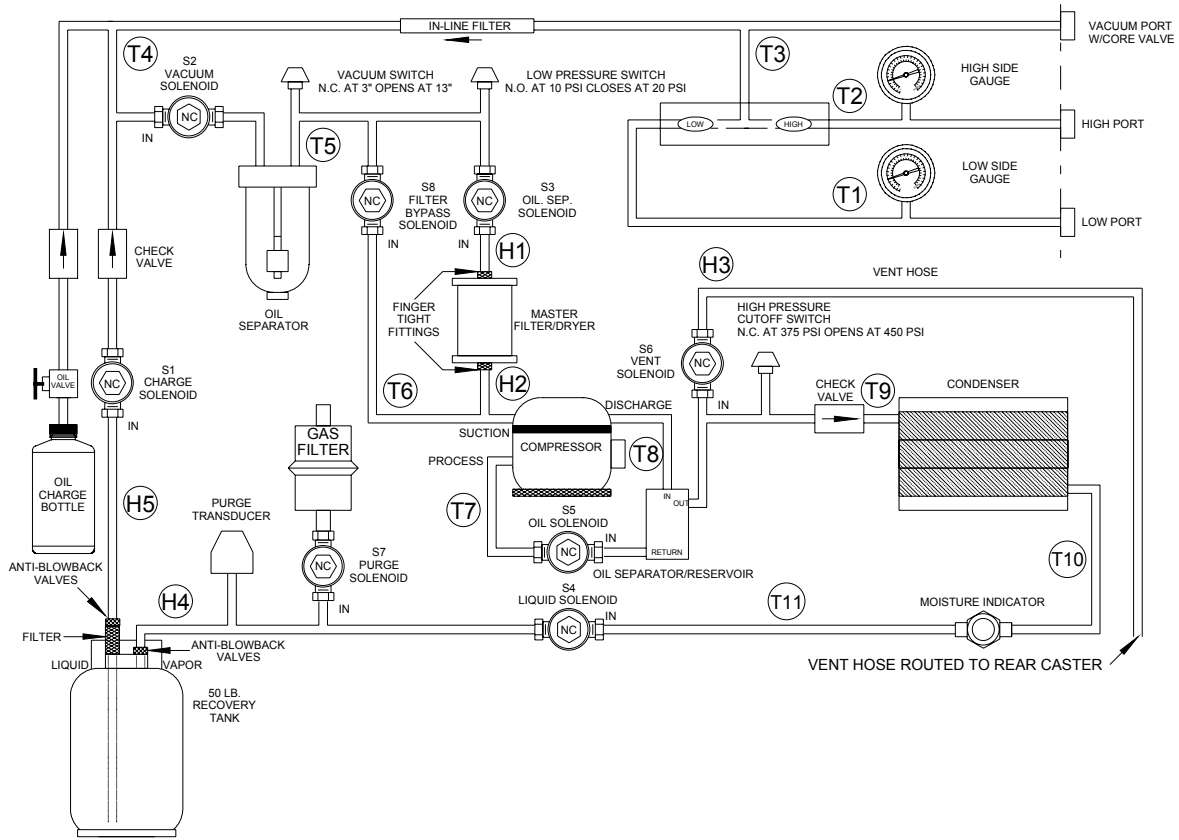 IN-LINE FILTER
VACUUM PORT
W/CORE VALVE
T4
S2
VACUUM
SOLENOID
NC
IN
VACUUM SWITCH
N.C. AT 3" OPENS AT 13"
LOW PRESSURE SWITCH
N.O. AT 10 PSI CLOSES AT 20 PSI
T3
T2
HIGH SIDE
GAUGE
LOW
HIGH
HIGH PORT
T5
T1
LOW SIDE
GAUGE
LOW PORT
NC
S8
FILTER
BYPASS
SOLENOID
IN
NC
S3
OIL. SEP.
SOLENOID
IN
CHECK
VALVE
H1
H3
VENT HOSE
OIL
SEPARATOR
FINGER
TIGHT
FITTINGS
MASTER
FILTER/DRYER
HIGH PRESSURE
CUTOFF SWITCH
N.C. AT 375 PSI OPENS AT 450 PSI
OIL
VALVE
NC
S1
CHARGE
SOLENOID
IN
T6
H2
S6
VENT
SOLENOID
NC
IN
CHECK
VALVE
T9
CONDENSER
GAS
FILTER
SUCTION
DISCHARGE
COMPRESSOR
PROCESS
T8
OIL
CHARGE
BOTTLE
H5
PURGE
TRANSDUCER
T7
IN
OUT
RETURN
S5
OIL SOLENOID
NC
IN
OIL SEPARATOR/RESERVOIR
NC
S7
PURGE
SOLENOID
IN
T10
ANTI-BLOWBACK
VALVES
H4
S4
LIQUID SOLENOID
NC
IN
T11
MOISTURE INDICATOR
FILTER
ANTI-BLOWBACK
VALVES
LIQUID
VAPOR
VENT HOSE ROUTED TO REAR CASTER
50 LB.
RECOVERY
TANK